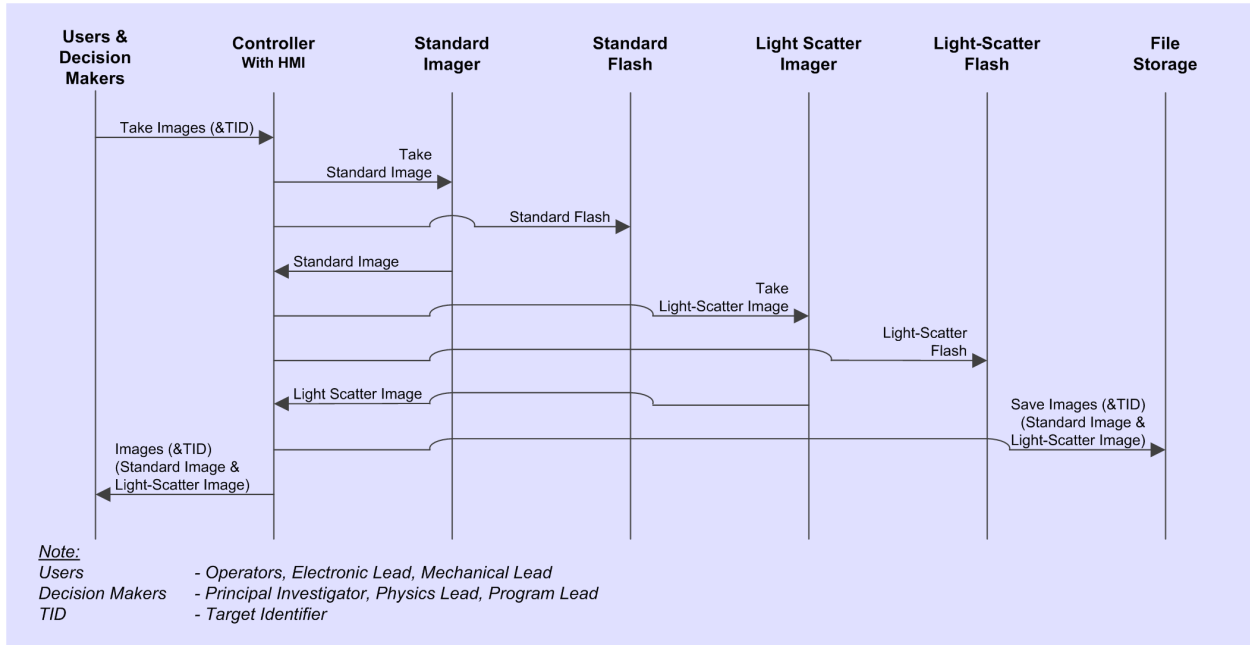 Users &
Decision
Makers
Controller
With HMI
Standard
Imager
Standard
Flash
Light Scatter
Imager
Light-Scatter
Flash
File
Storage
Take Images (&TID)
Take
Standard Image
Standard Flash
Standard Image
Take
Light-Scatter Image
Light-Scatter
Flash
Light Scatter Image
Save Images (&TID)
(Standard Image &
Light-Scatter Image)
Images (&TID)
(Standard Image &
Light-Scatter Image)
Note:
Users - Operators, Electronic Lead, Mechanical Lead
Decision Makers - Principal Investigator, Physics Lead, Program Lead
TID - Target Identifier